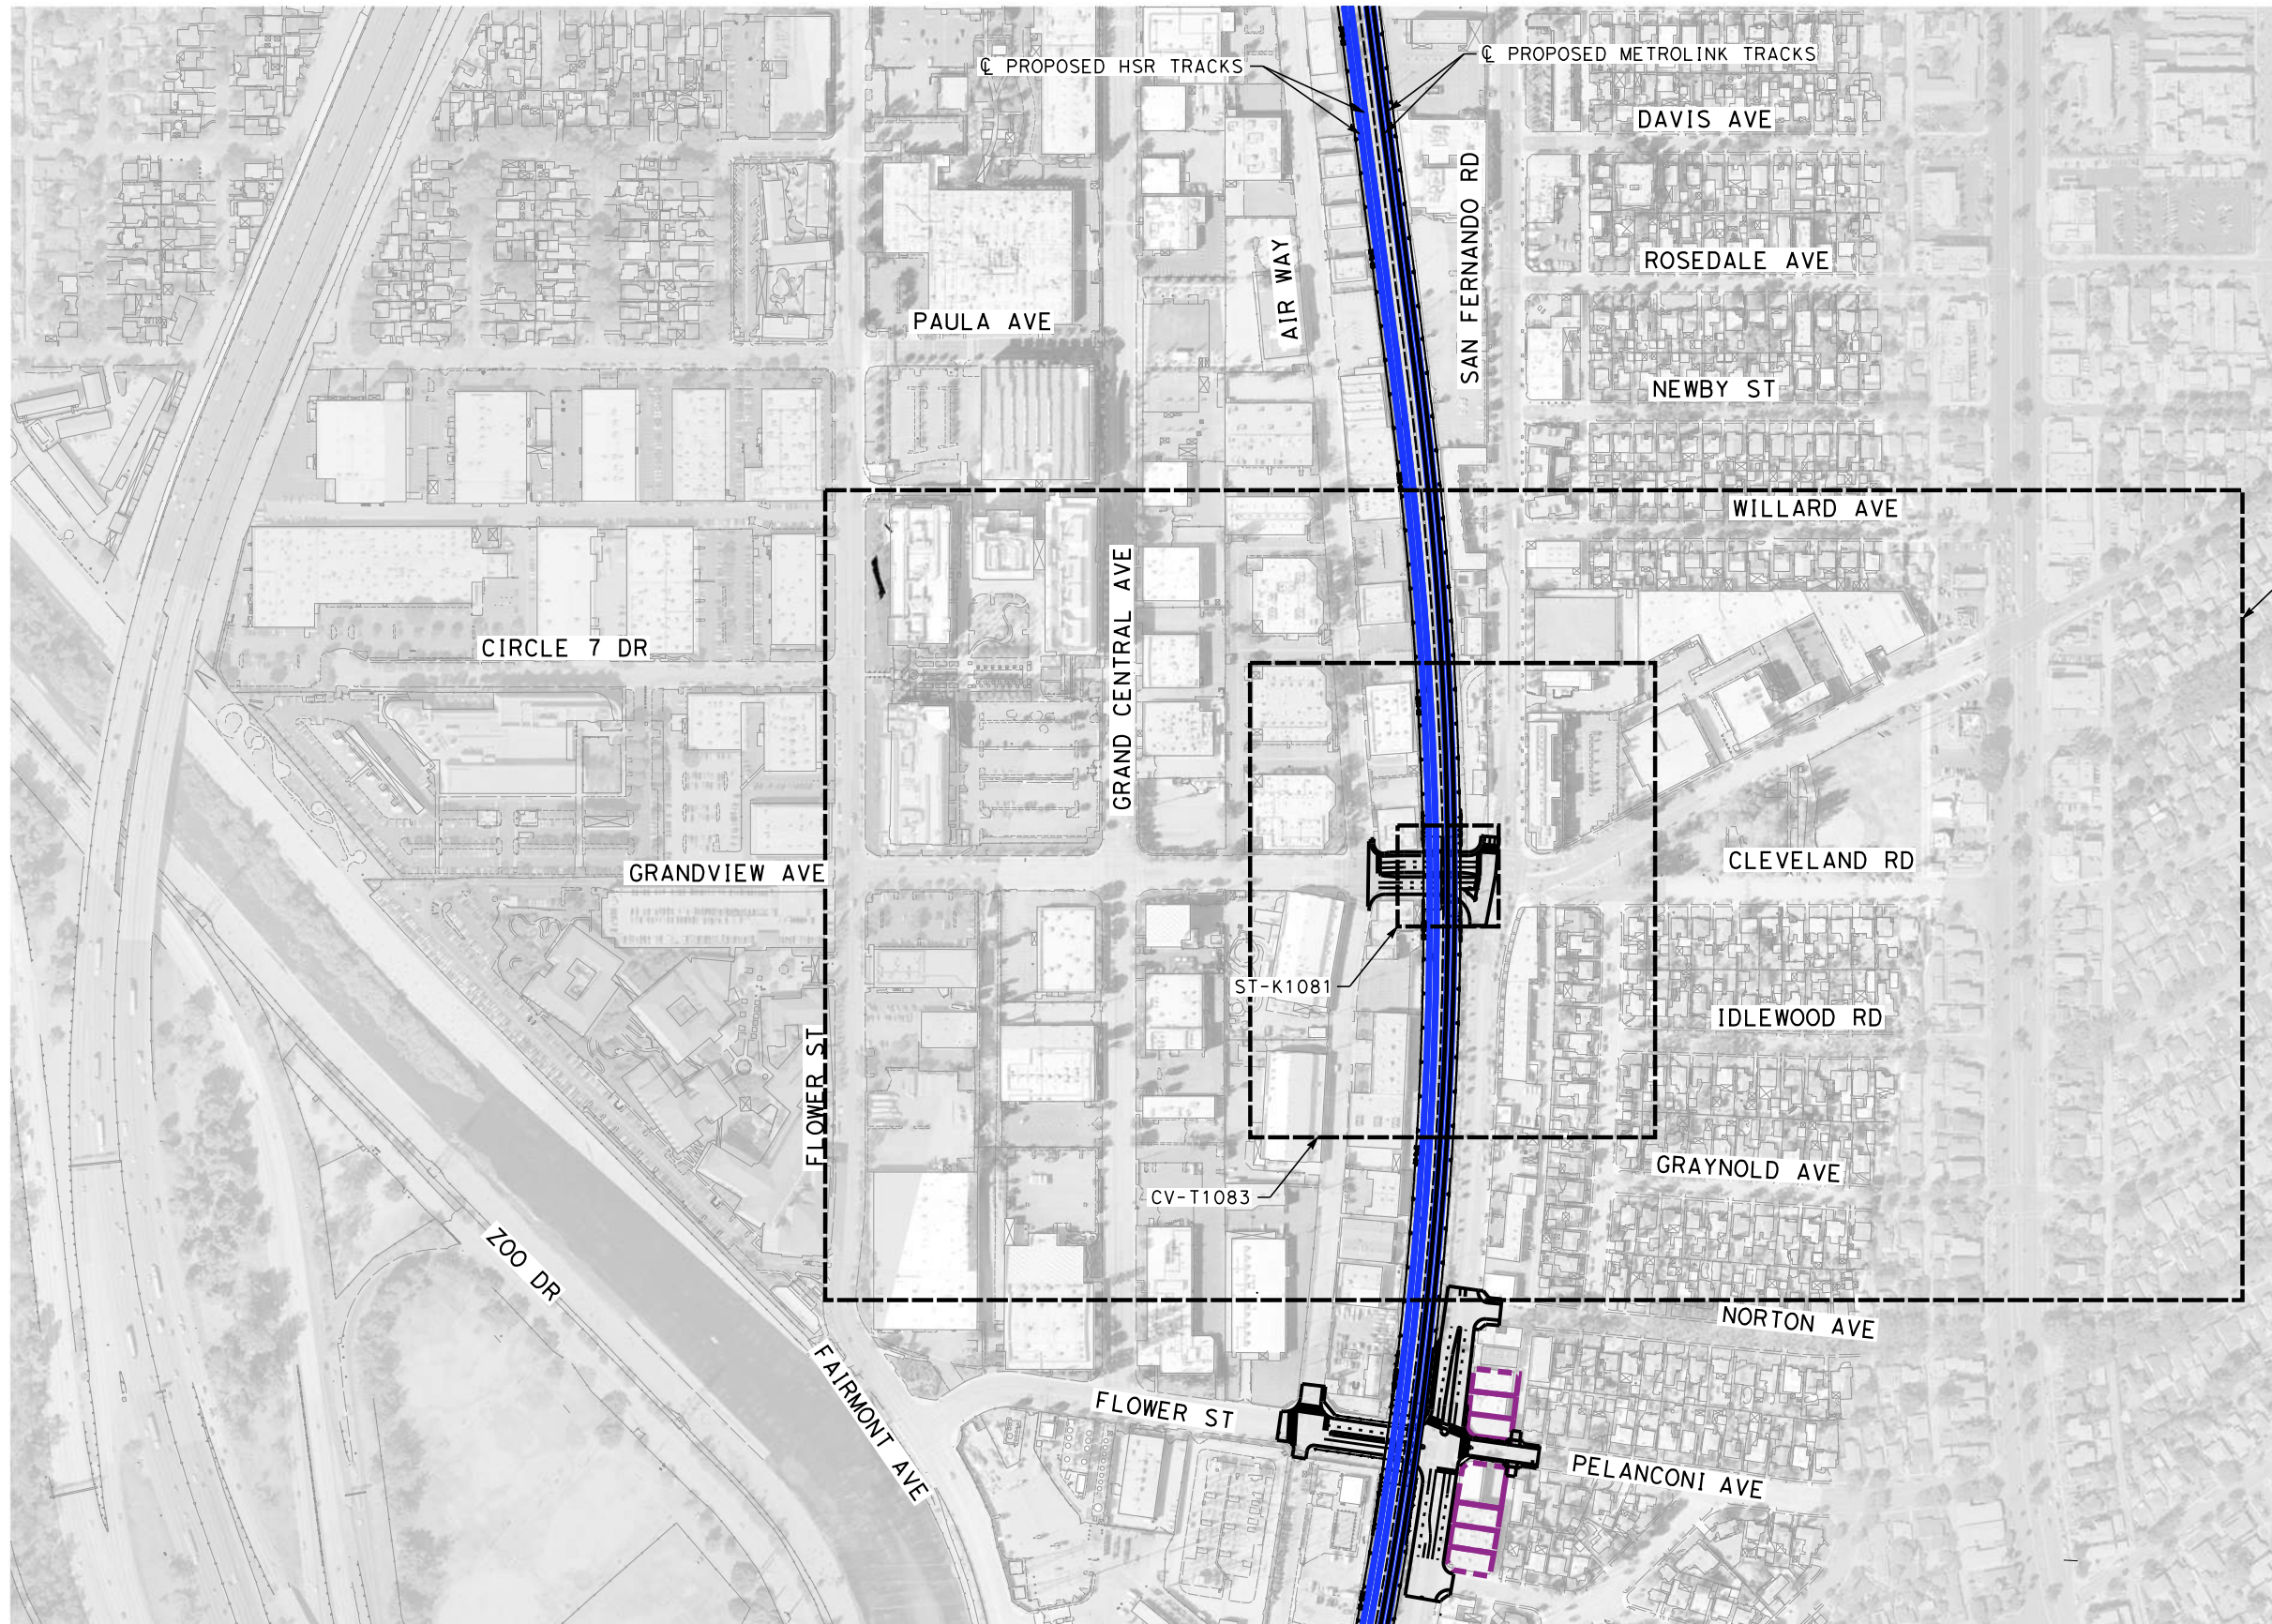 ℄ PROPOSED HSR TRACKS
℄ PROPOSED METROLINK TRACKS
DAVIS AVE
ROSEDALE AVE
SAN FERNANDO RD
AIR WAY
PAULA AVE
NEWBY ST
WILLARD AVE
CIRCLE 7 DR
GRAND CENTRAL AVE
GRANDVIEW AVE
CLEVELAND RD
ST-K1081
IDLEWOOD RD
FLOWER ST
GRAYNOLD AVE
CV-T1083
ZOO DR
NORTON AVE
FAIRMONT AVE
FLOWER ST
PELANCONI AVE